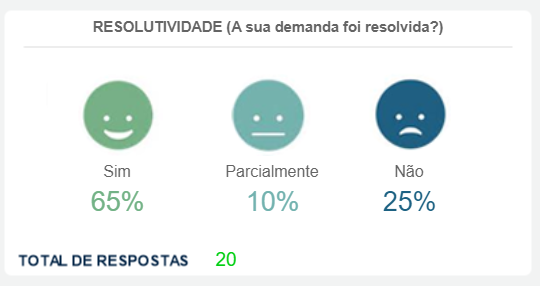 RESOLUTIVIDADE (A sua demanda foi resolvida?)
Sim Parcialmente Não
65% 10% 25%
TOTAL DE RESPOSTAS 20